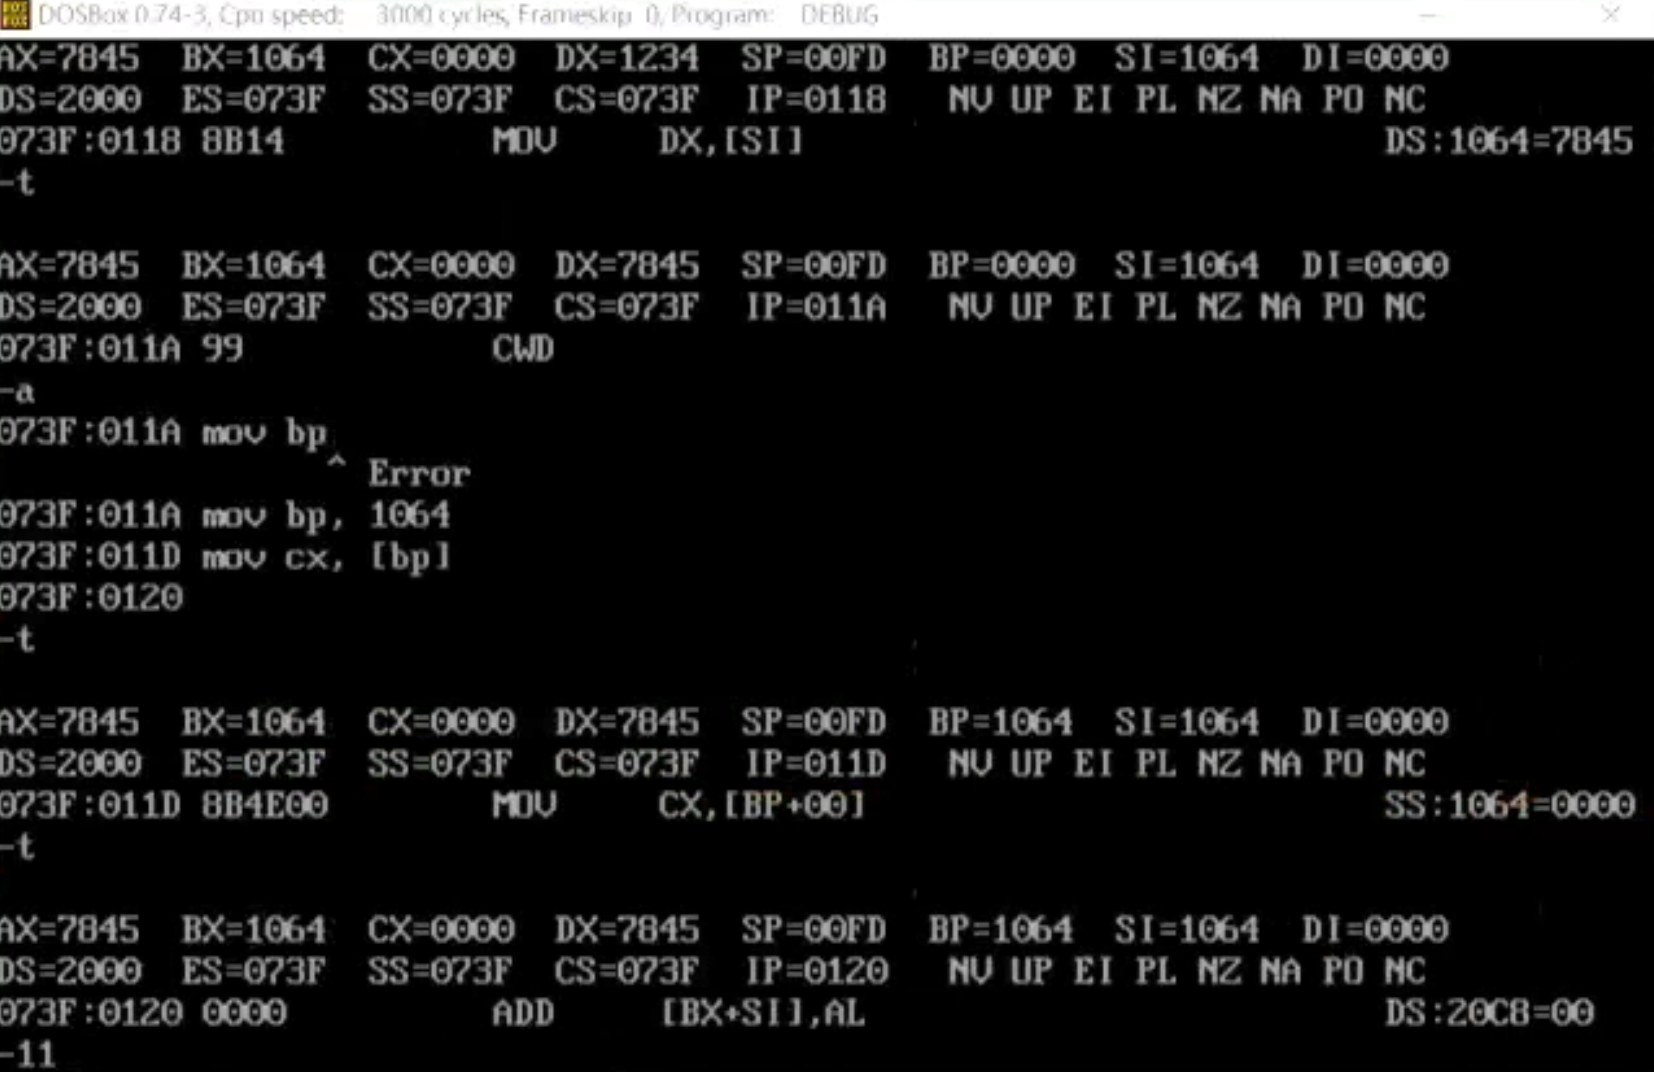 DOSBox 0.74-3, Cpu speed: 3000 cycles, Frameskip 0, Program: DEBUG
AX=7845 BX=1064 CX=0000 DX=1234 SP=00FD BP=0000 SI=1064 DI=0000
DS=2000 ES=073F SS=073F CS=073F IP=0118 NV UP EI PL NZ NA PO NC
073F:0118 8B14 MOV DX,[SI] DS:1064=7845
-t
AX=7845 BX=1064 CX=0000 DX=7845 SP=00FD BP=0000 SI=1064 DI=0000
DS=2000 ES=073F SS=073F CS=073F IP=011A NV UP EI PL NZ NA PO NC
073F:011A 99 CWD
-a
073F:011A mov bp
^ Error
073F:011A mov bp, 1064
073F:011D mov cx, [bp]
073F:0120
-t
AX=7845 BX=1064 CX=0000 DX=7845 SP=00FD BP=1064 SI=1064 DI=0000
DS=2000 ES=073F SS=073F CS=073F IP=011D NV UP EI PL NZ NA PO NC
073F:011D 8B4E00 MOV CX,[BP+00] SS:1064=0000
-t
AX=7845 BX=1064 CX=0000 DX=7845 SP=00FD BP=1064 SI=1064 DI=0000
DS=2000 ES=073F SS=073F CS=073F IP=0120 NV UP EI PL NZ NA PO NC
073F:0120 0000 ADD [BX+SI],AL DS:20C8=00
-11